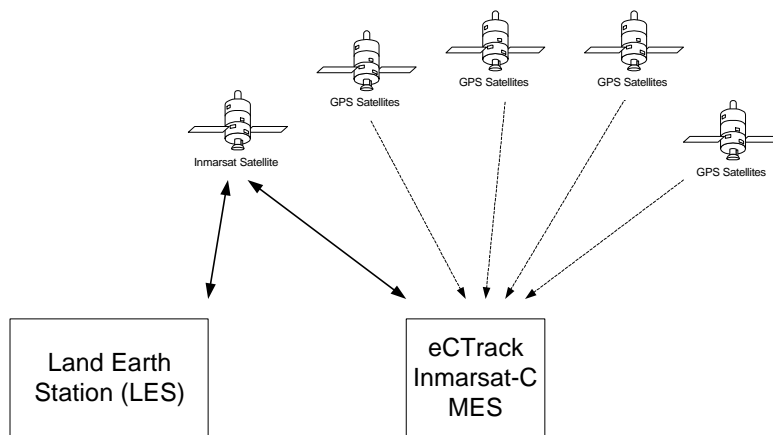 GPS Satellites
GPS Satellites
GPS Satellites
Inmarsat Satellite
GPS Satellites
Land Earth
Station (LES)
eCTrack
Inmarsat-C
MES